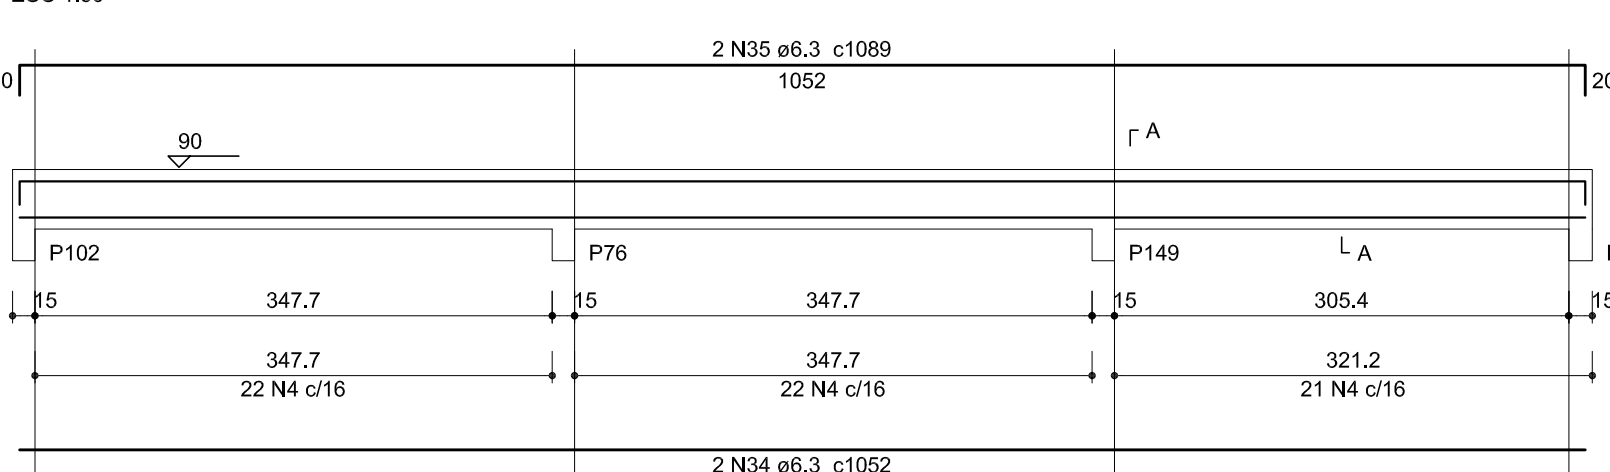 2 N35 ø6.3 c1089
1052
A
90
P102 P76 P149 A
15 347.7 15 347.7 15 305.4 15
347.7 347.7 321.2
22 N4 c/16 22 N4 c/16 21 N4 c/16
2 N34 ø6.3 c1052